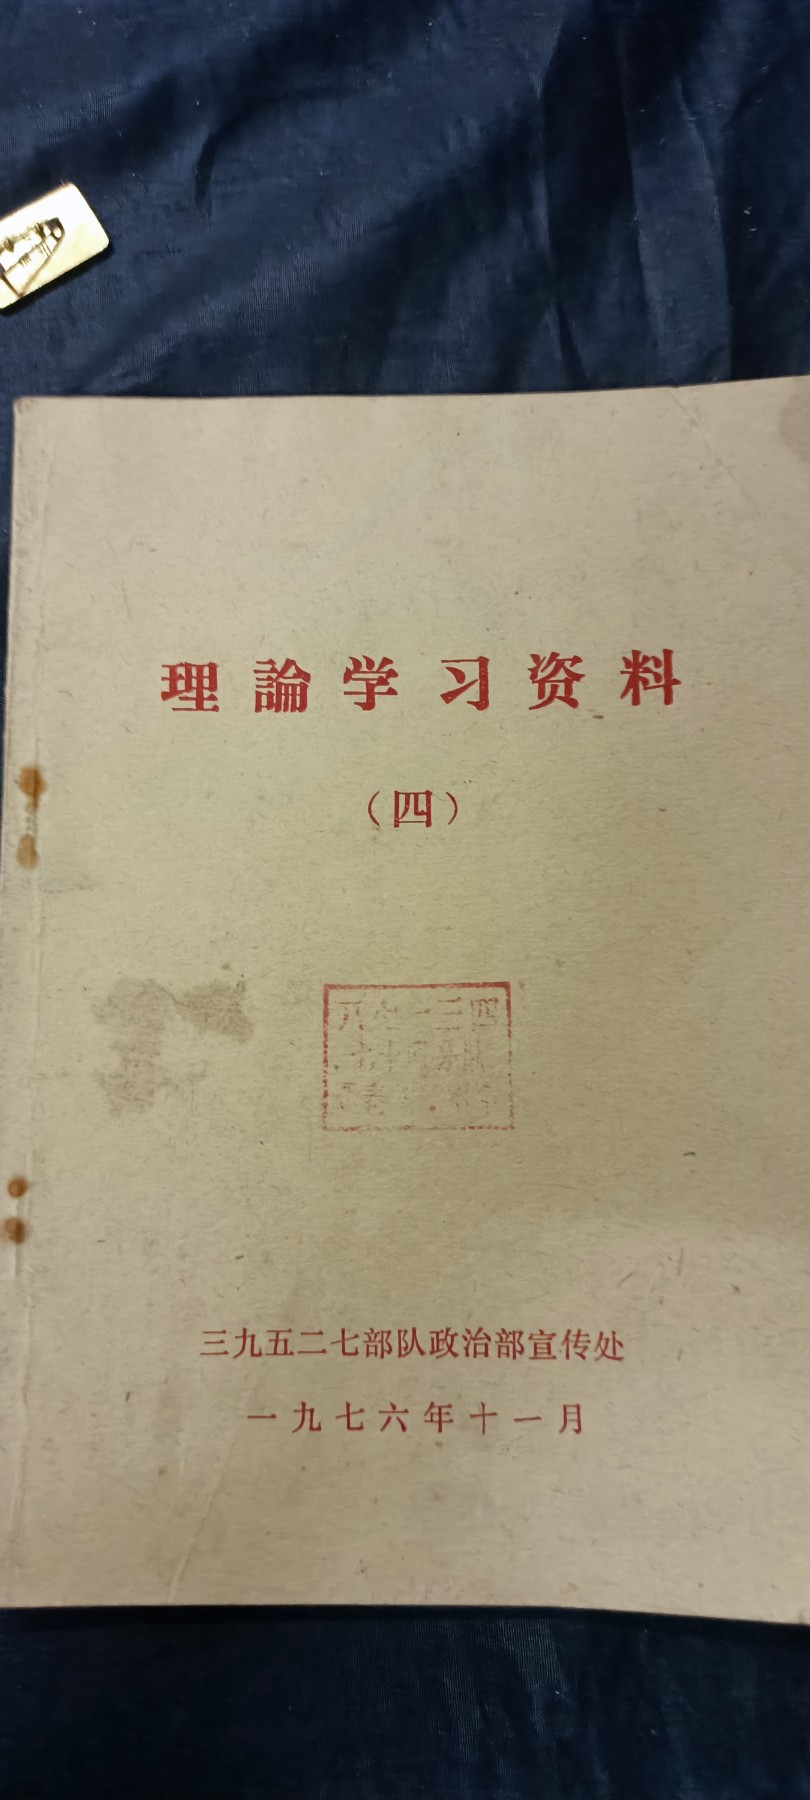 理論学习资料
（四）
三九五二七部队政治部宣传处
一九七六年十一月